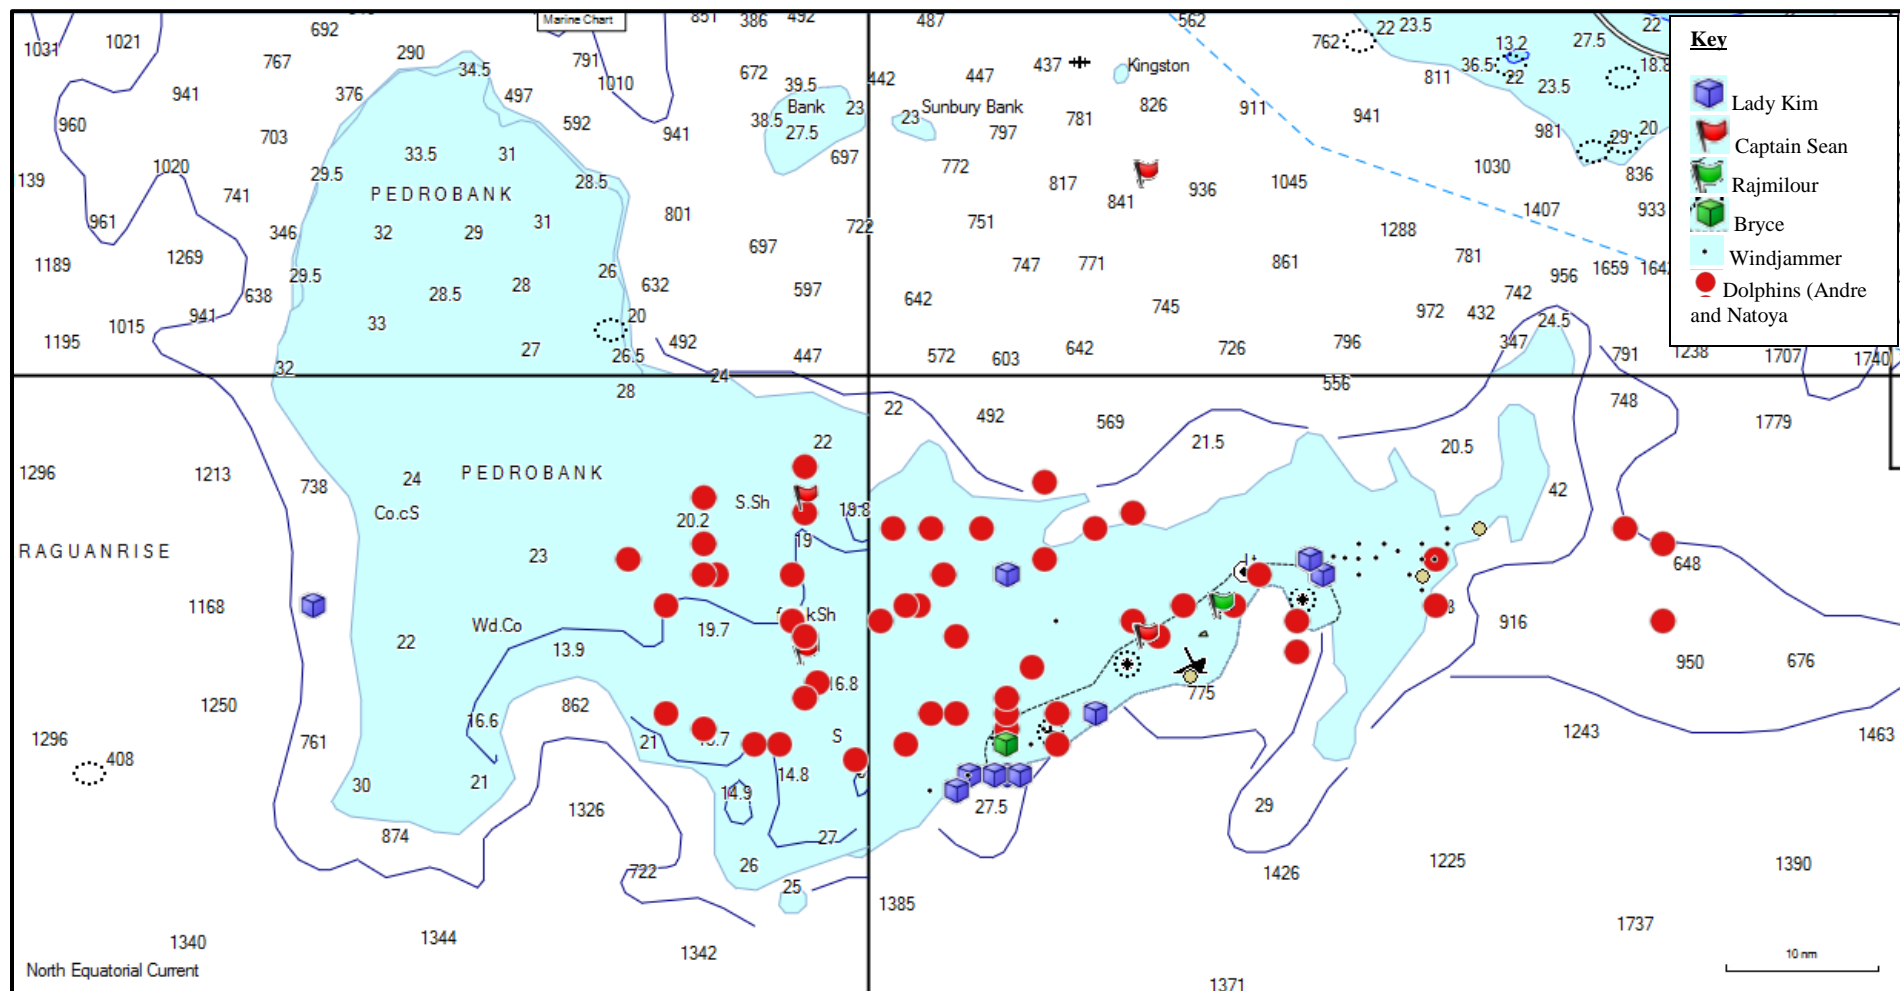 Marine Chart
851 386 492 487 562
1031 1021 692 290 791 762 22 23.5 13.2 27.5 22
767 34.5 1010 672 39.5 442 447 437 Kingston 811 36.5 22 23.5 18.8
941 376 497 Bank 23 Sunbury Bank 826 911 941
960 703 592 941 38.5 27.5 23 797 781 981 29 20
1020 33.5 31 697 772 1030 836
139 741 29.5 PEDROBANK 28.5 817 841 936 1045
961 346 32 29 31 801 722 751 1407 933
1189 1269 697 747 771 861 1288 781 956 1659 164
638 29.5 28.5 28 26 632 597 642 745 742
1195 1015 941 33 20 972 432 24.5
27 26.5 492 447 572 603 642 726 796 347 791 1238 1707 1740
32 28 24 556
22 492 569 21.5 748 1779
1296 1213 738 24 PEDROBANK 22 20.5
Co.cS 20.2 S.Sh 19.8 42
RAGUANRISE 23 19 648
1168 Wd.Co 19.7 kSh 916
22 13.9 950 676
1250 16.6 862 16.8 775
1296 408 761 21 S 1243 1463
30 21 14.9 14.8 27.5 29
874 1326 27
722 26 25 1426 1225 1390
1385 1737
1340 1344 1342
North Equatorial Current 1371 10 nm
Key
Lady Kim
Captain Sean
Rajmilour
Bryce
Windjammer
Dolphins (Andre
and Natoya